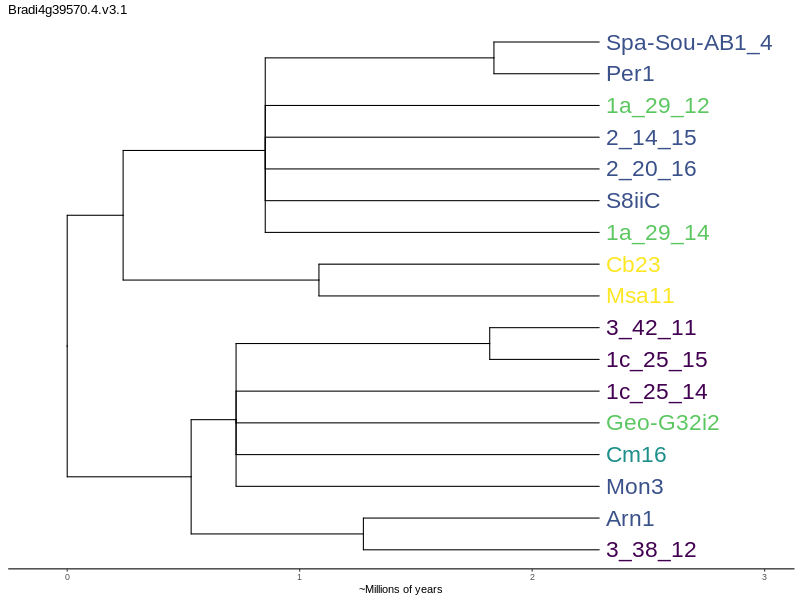 Bradi4g39570.4.v3.1
Spa-Sou-AB1_4
Per1
1a_29_12
2_14_15
2_20_16
S8iiC
1a_29_14
Cb23
Msa11
3_42_11
1c_25_15
1c_25_14
Geo-G32i2
Cm16
Mon3
Arn1
3_38_12
0 1 2 3
~Millions of years